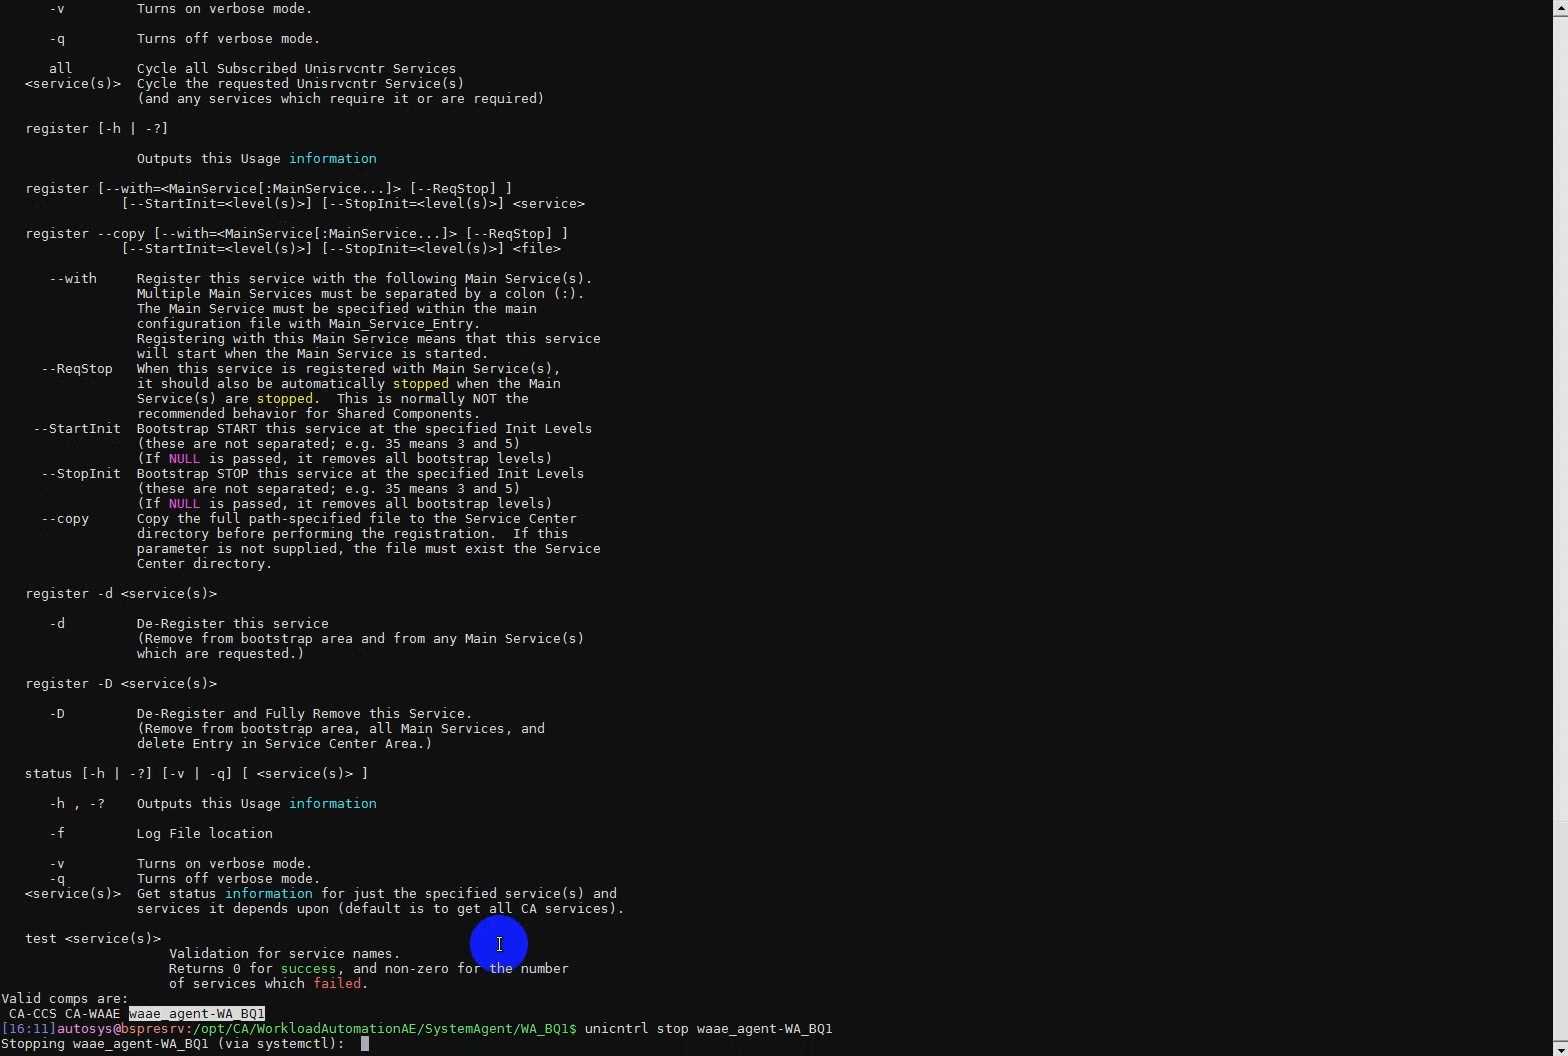 -v Turns on verbose mode.
-q Turns off verbose mode.
all Cycle all Subscribed Unisrvcntr Services
<service(s)> Cycle the requested Unisrvcntr Service(s)
(and any services which require it or are required)
register [-h | -?]
Outputs this Usage information
register [--with=<MainService[:MainService...]> [--ReqStop] ]
[--StartInit=<level(s)>] [--StopInit=<level(s)>] <service>
register --copy [--with=<MainService[:MainService...]> [--ReqStop] ]
[--StartInit=<level(s)>] [--StopInit=<level(s)>] <file>
--with Register this service with the following Main Service(s).
Multiple Main Services must be separated by a colon (:).
The Main Service must be specified within the main
configuration file with Main_Service_Entry.
Registering with this Main Service means that this service
will start when the Main Service is started.
--ReqStop When this service is registered with Main Service(s),
it should also be automatically stopped when the Main
Service(s) are stopped. This is normally NOT the
recommended behavior for Shared Components.
--StartInit Bootstrap START this service at the specified Init Levels
(these are not separated; e.g. 35 means 3 and 5)
(If NULL is passed, it removes all bootstrap levels)
--StopInit Bootstrap STOP this service at the specified Init Levels
(these are not separated; e.g. 35 means 3 and 5)
(If NULL is passed, it removes all bootstrap levels)
--copy Copy the full path-specified file to the Service Center
directory before performing the registration. If this
parameter is not supplied, the file must exist the Service
Center directory.
register -d <service(s)>
-d De-Register this service
(Remove from bootstrap area and from any Main Service(s)
which are requested.)
register -D <service(s)>
-D De-Register and Fully Remove this Service.
(Remove from bootstrap area, all Main Services, and
delete Entry in Service Center Area.)
status [-h | -?] [-v | -q] [ <service(s)> ]
-h , -? Outputs this Usage information
-f Log File location
-v Turns on verbose mode.
-q Turns off verbose mode.
<service(s)> Get status information for just the specified service(s) and
services it depends upon (default is to get all CA services).
test <service(s)>
Validation for service names.
Returns 0 for success, and non-zero for the number
of services which failed.
Valid comps are:
CA-CCS CA-WAAE waae_agent-WA_BQ1
[16:11]autosys@bspresrv:/opt/CA/WorkloadAutomationAE/SystemAgent/WA_BQ1$ unicntrl stop waae_agent-WA_BQ1
Stopping waae_agent-WA_BQ1 (via systemctl):